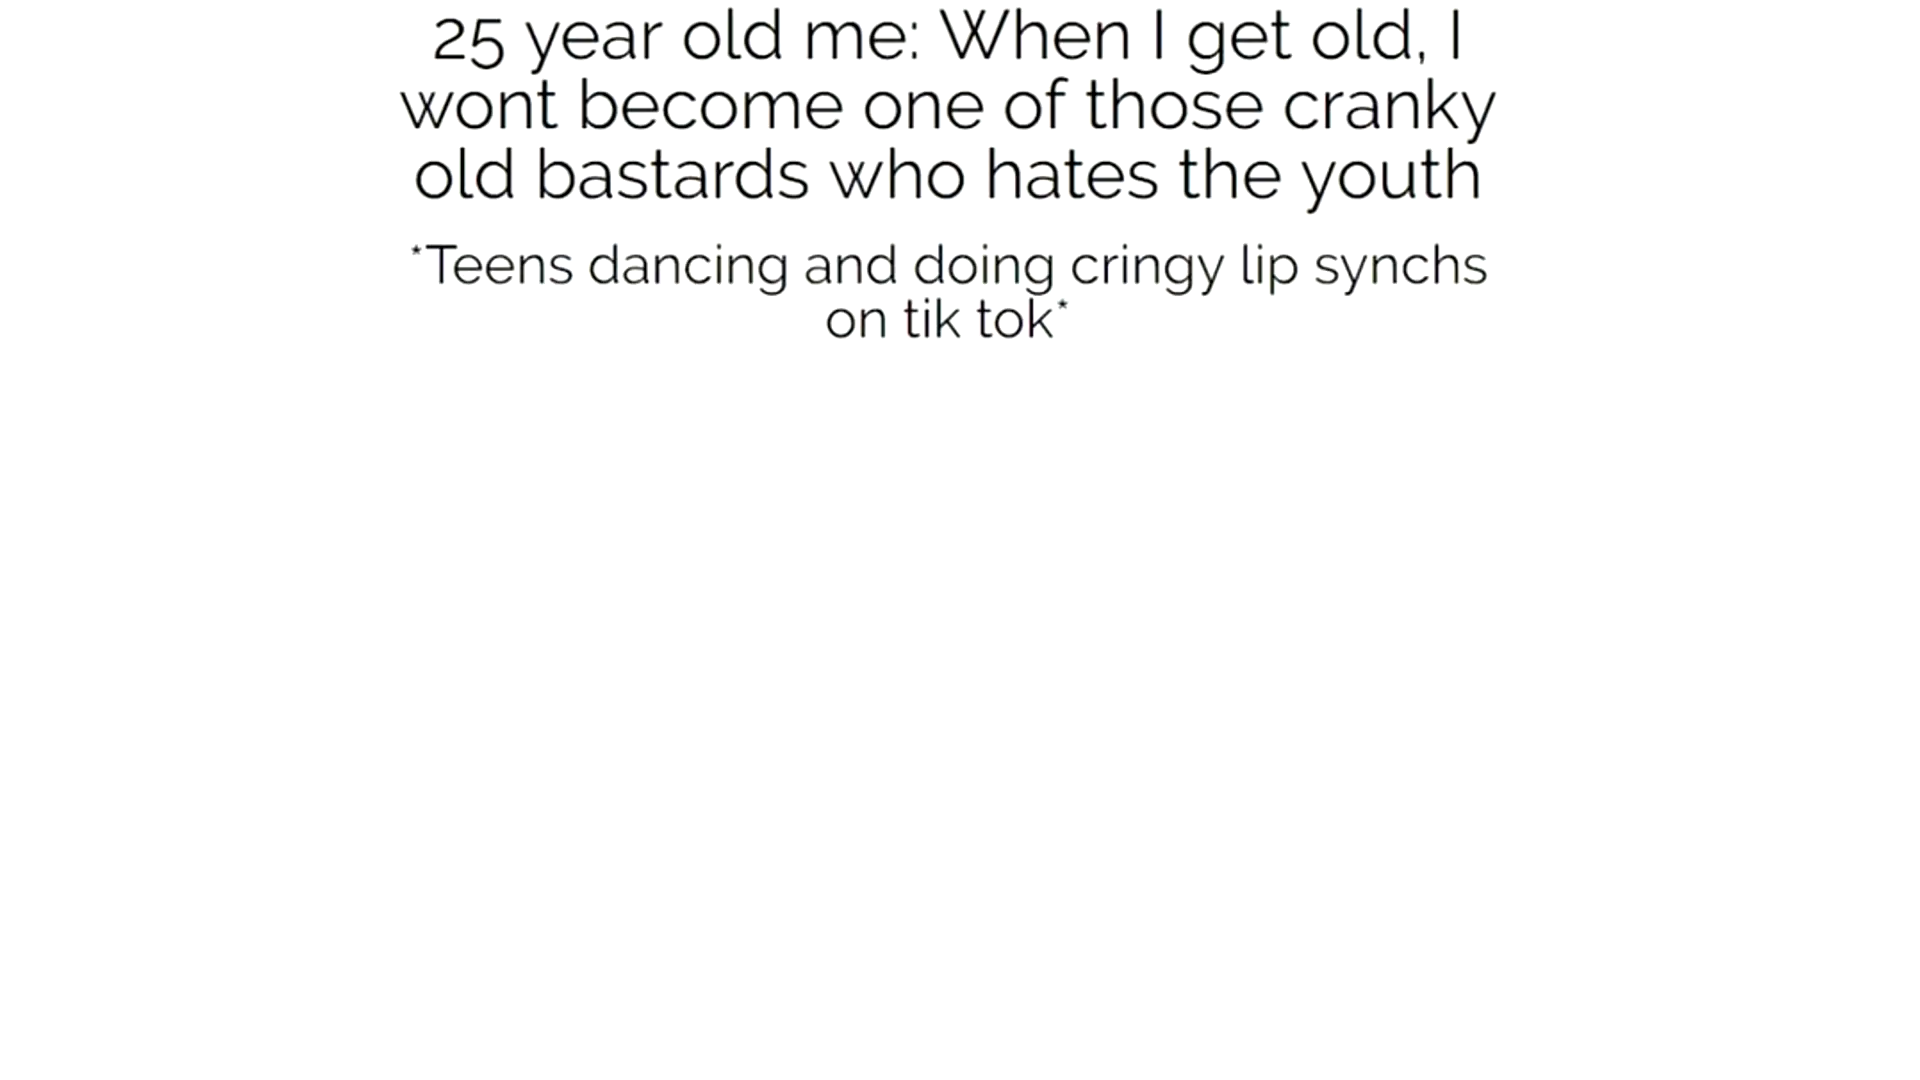 25 year old me: When I get old, I
wont become one of those cranky
old bastards who hates the youth
*Teens dancing and doing cringy lip synchs
on tik tok*